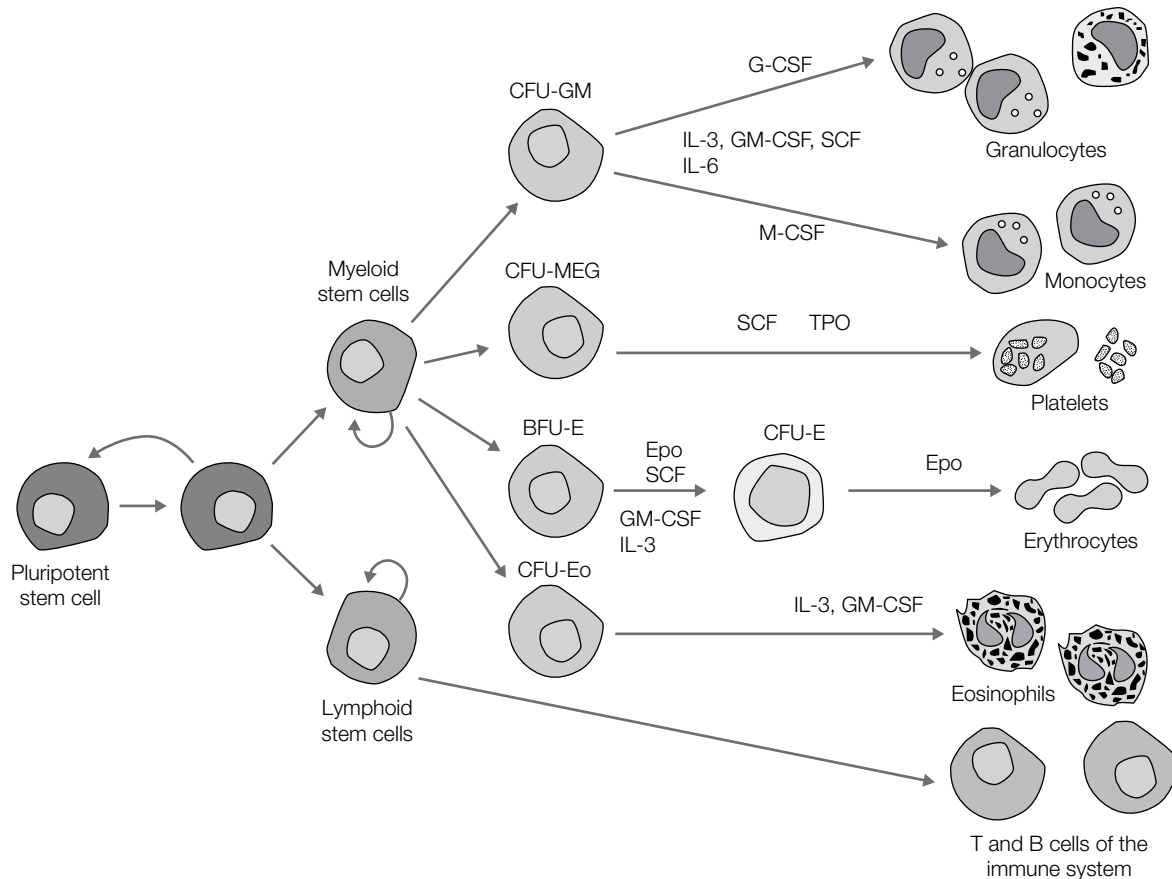 G-CSF
CFU-GM
IL-3, GM-CSF, SCF
IL-6
Granulocytes
M-CSF
Monocytes
Myeloid
stem cells
CFU-MEG
SCF TPO
Platelets
BFU-E
Epo
SCF
GM-CSF
IL-3
CFU-E
Epo
Erythrocytes
Pluripotent
stem cell
CFU-Eo
IL-3, GM-CSF
Eosinophils
Lymphoid
stem cells
T and B cells of the
immune system